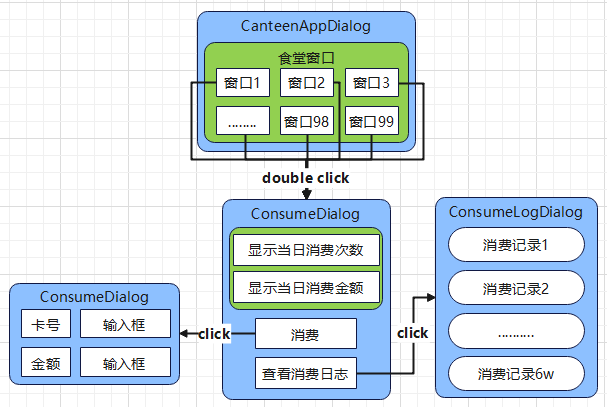 CanteenAppDialog
食堂窗口
窗口1
窗口2
窗口3
........
窗口98
窗口99
double click
ConsumeDialog
显示当日消费次数
显示当日消费金额
消费
查看消费日志
click
click
ConsumeDialog
卡号
输入框
金额
输入框
ConsumeLogDialog
消费记录1
消费记录2
..........
消费记录6w